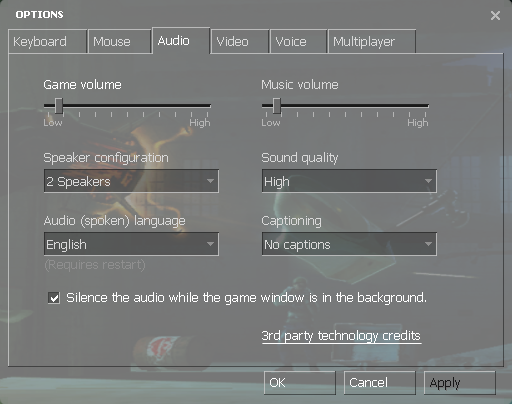 OPTIONS
Keyboard Mouse Audio Video Voice Multiplayer
Game volume Music volume
Low High Low High
Speaker configuration Sound quality
2 Speakers High
Audio (spoken) language Captioning
English No captions
(Requires restart)
Silence the audio while the game window is in the background.
3rd party technology credits
OK Cancel Apply